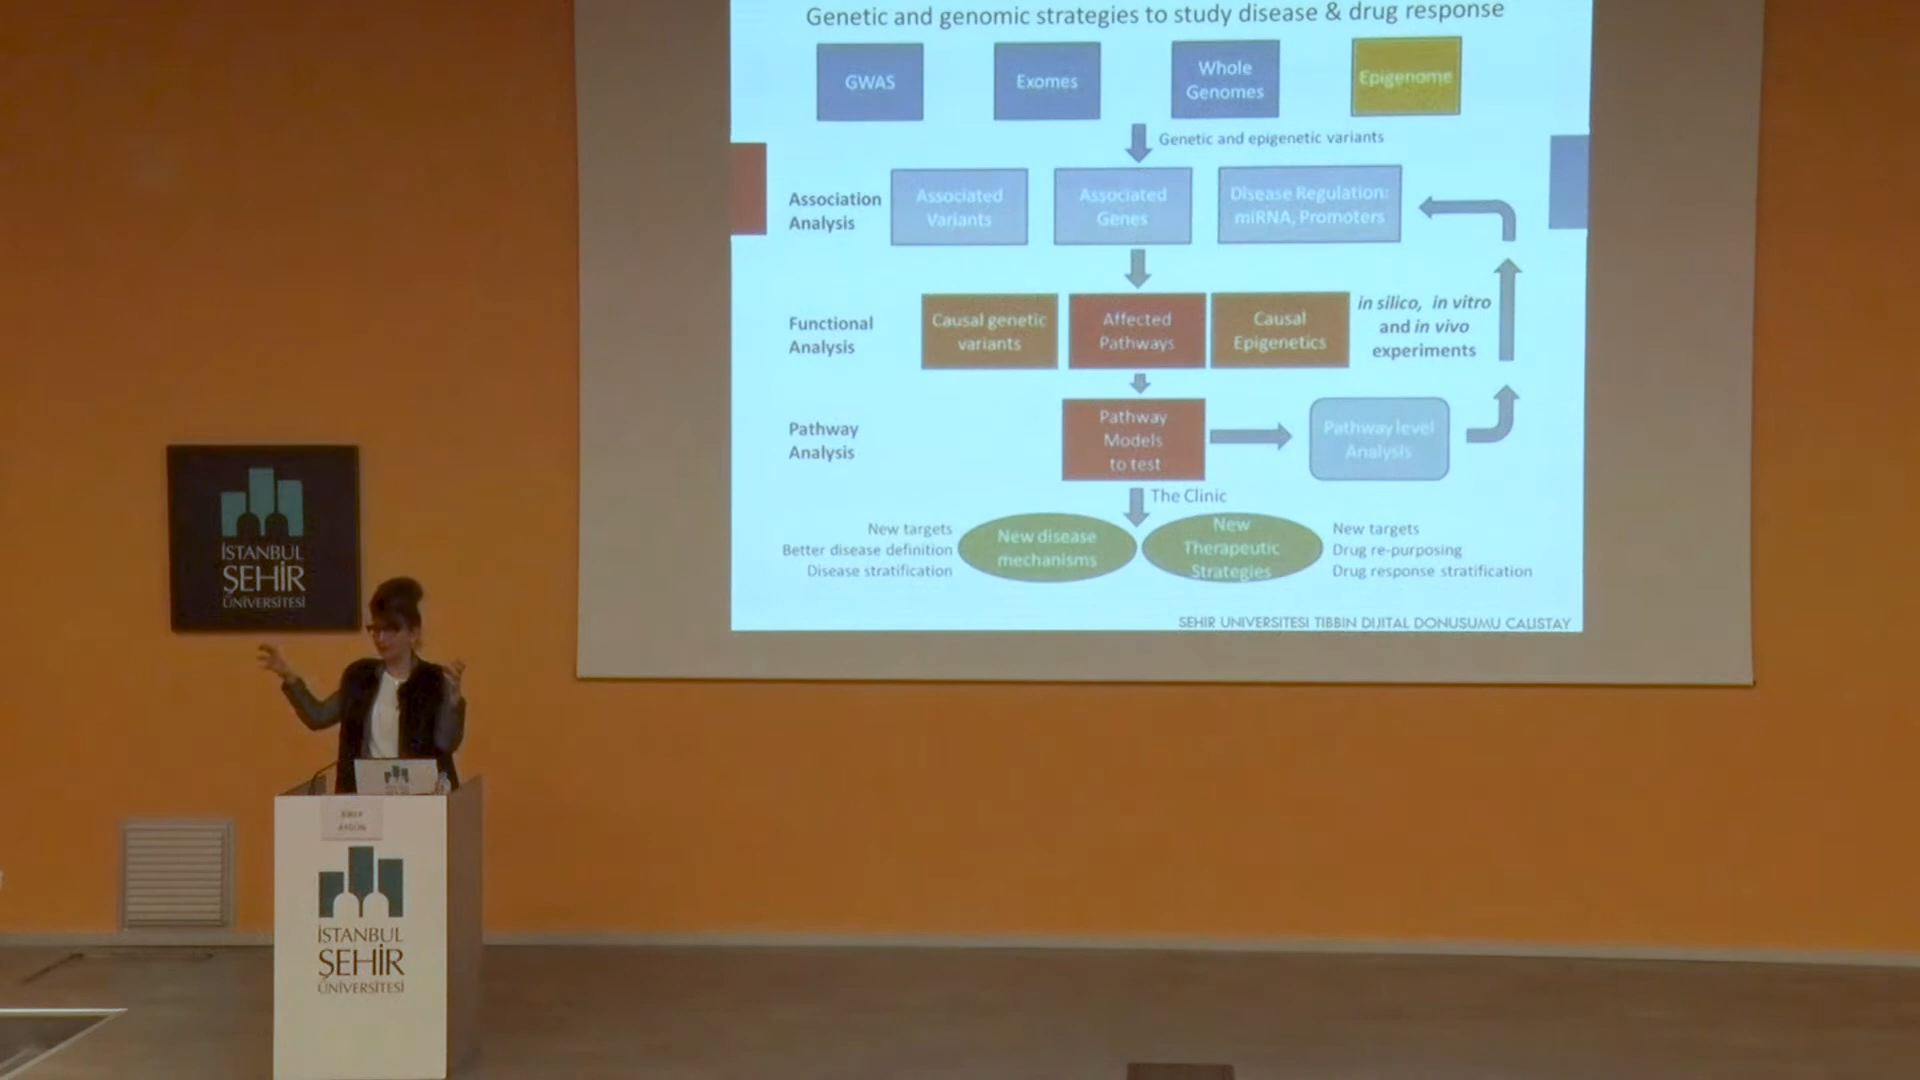 Genetic and genomic strategies to study disease & drug response
GWAS
Exomes
Whole
Genomes
Epigenome
Genetic and epigenetic variants
Association
Analysis
Associated
Variants
Associated
Genes
Disease Regulation:
miRNA, Promoters
Functional
Analysis
Causal genetic
variants
Affected
Pathways
Causal
Epigenetics
in silico, in vitro
and in vivo
experiments
Pathway
Analysis
Pathway
Models
to test
Pathway level
Analysis
The Clinic
New targets
Better disease definition
Disease stratification
New disease
mechanisms
New
Therapeutic
Strategies
New targets
Drug re-purposing
Drug response stratification
SEHIR UNIVERSITESI TIBBIN DIJITAL DONUSUMU CALISTAY
İSTANBUL
ŞEHİR
ÜNİVERSİTESİ
İSTANBUL
ŞEHİR
ÜNİVERSİTESİ